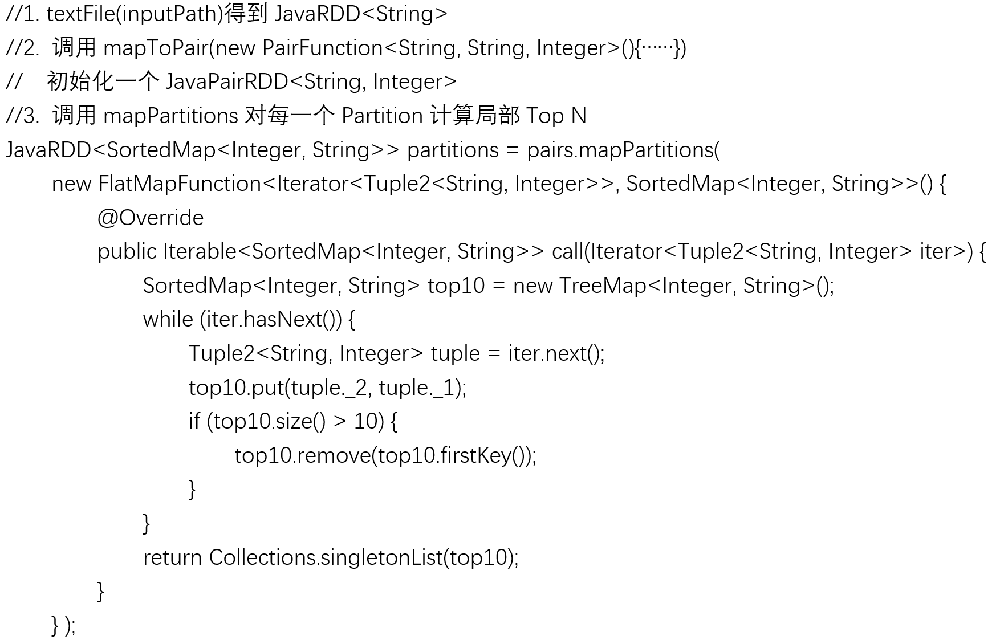 //1. textFile(inputPath)得到 JavaRDD<String>
//2. 调用 mapToPair(new PairFunction<String, String, Integer>(){……})
// 初始化一个 JavaPairRDD<String, Integer>
//3. 调用 mapPartitions 对每一个 Partition 计算局部 Top N
JavaRDD<SortedMap<Integer, String>> partitions = pairs.mapPartitions(
new FlatMapFunction<Iterator<Tuple2<String, Integer>>, SortedMap<Integer, String>>() {
@Override
public Iterable<SortedMap<Integer, String>> call(Iterator<Tuple2<String, Integer> iter>) {
SortedMap<Integer, String> top10 = new TreeMap<Integer, String>();
while (iter.hasNext()) {
Tuple2<String, Integer> tuple = iter.next();
top10.put(tuple._2, tuple._1);
if (top10.size() > 10) {
top10.remove(top10.firstKey());
}
}
return Collections.singletonList(top10);
}
} );